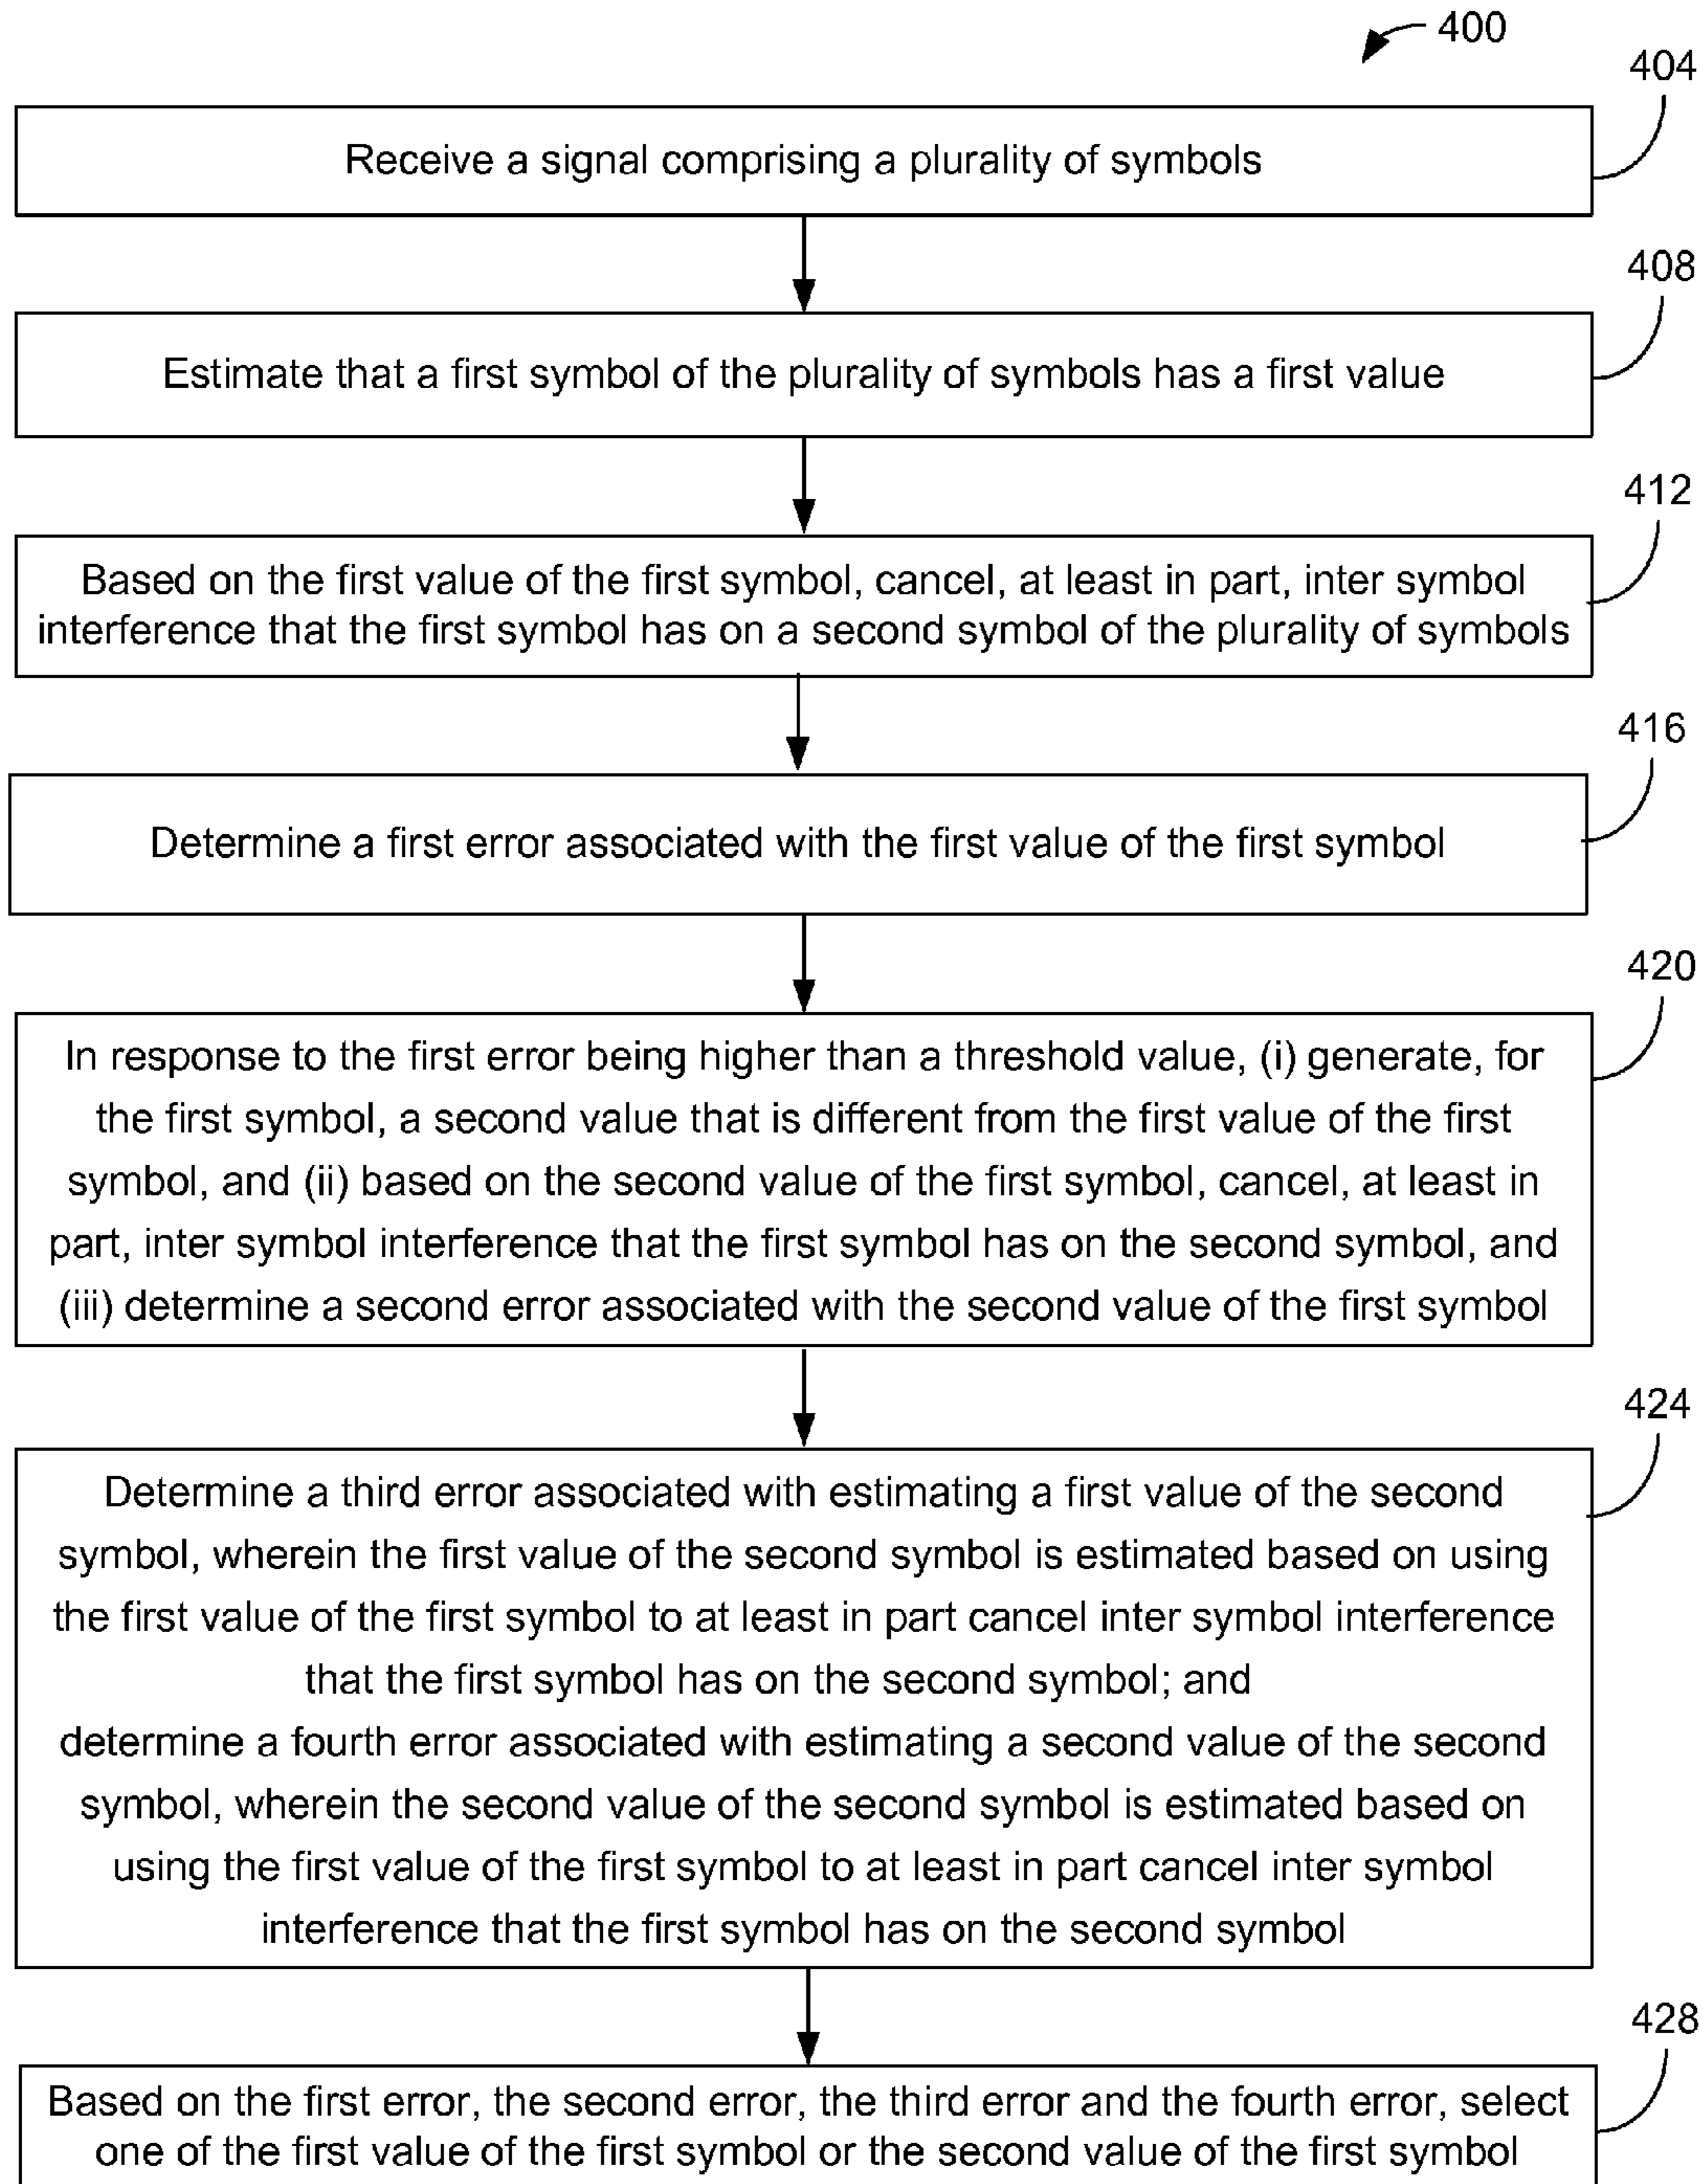 400
404
Receive a signal comprising a plurality of symbols
408
Estimate that a first symbol of the plurality of symbols has a first value
412
Based on the first value of the first symbol, cancel, at least in part, inter symbol
interference that the first symbol has on a second symbol of the plurality of symbols
416
Determine a first error associated with the first value of the first symbol
420
In response to the first error being higher than a threshold value, (i) generate, for
the first symbol, a second value that is different from the first value of the first
symbol, and (ii) based on the second value of the first symbol, cancel, at least in
part, inter symbol interference that the first symbol has on the second symbol, and
(iii) determine a second error associated with the second value of the first symbol
424
Determine a third error associated with estimating a first value of the second
symbol, wherein the first value of the second symbol is estimated based on using
the first value of the first symbol to at least in part cancel inter symbol interference
that the first symbol has on the second symbol; and
determine a fourth error associated with estimating a second value of the second
symbol, wherein the second value of the second symbol is estimated based on
using the first value of the first symbol to at least in part cancel inter symbol
interference that the first symbol has on the second symbol
428
Based on the first error, the second error, the third error and the fourth error, select
one of the first value of the first symbol or the second value of the first symbol